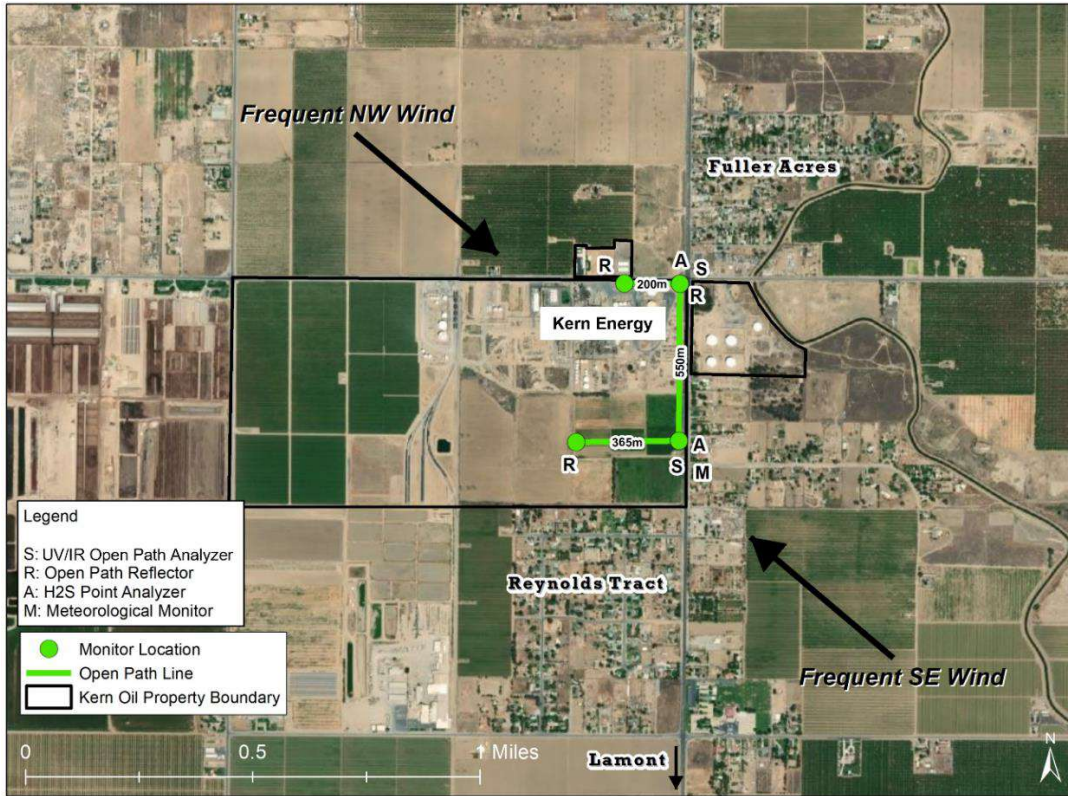 Frequent NW Wind
Fuller Acres
R
A
S
200m
R
Kern Energy
550m
365m
R
S
A
M
Legend
S: UV/IR Open Path Analyzer
R: Open Path Reflector
A: H2S Point Analyzer
M: Meteorological Monitor
Monitor Location
Open Path Line
Kern Oil Property Boundary
Reynolds Tract
Frequent SE Wind
0
0.5
1 Miles
Lamont
N